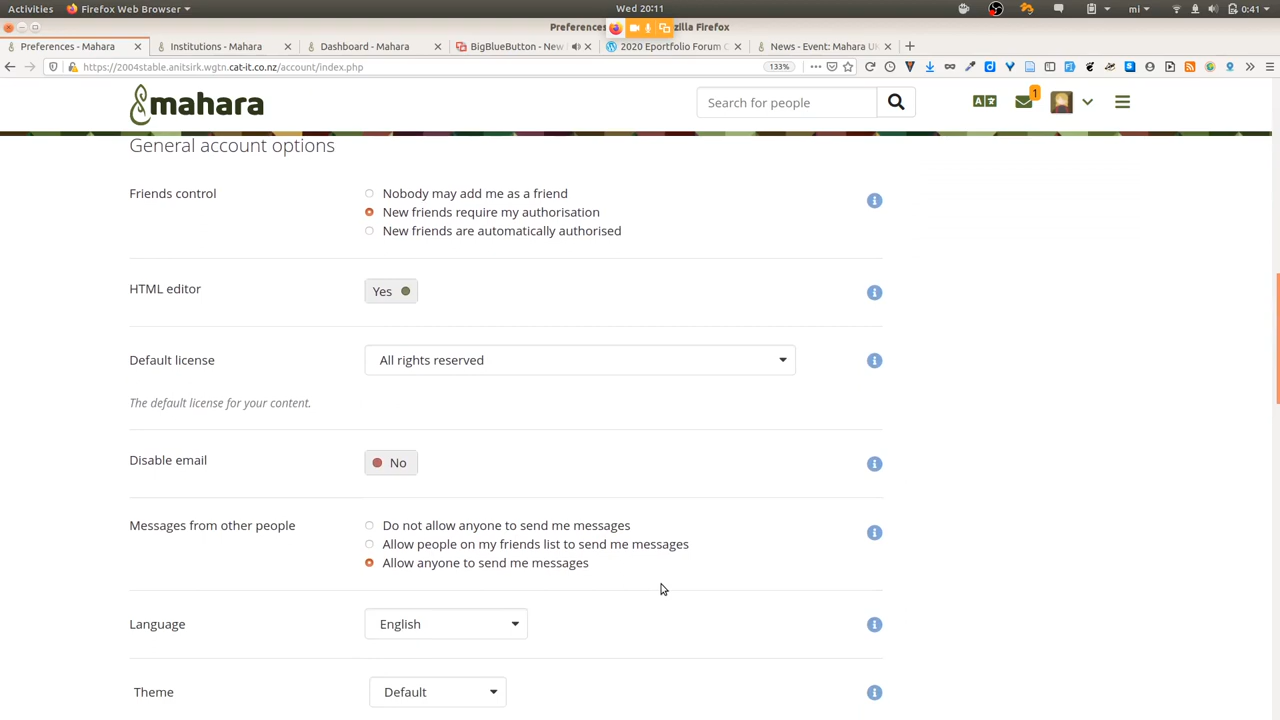 Activities
Firefox Web Browser
Wed 20:11
mi
0:41
Preferences
zilla Firefox
Preferences - Mahara
Institutions - Mahara
Dashboard - Mahara
BigBlueButton - New
2020 Eportfolio Forum C
News - Event: Mahara UK
https://2004stable.anitsirk.wgtn.cat-it.co.nz/account/index.php
133%
mahara
Search for people
1
General account options
Friends control
Nobody may add me as a friend
New friends require my authorisation
New friends are automatically authorised
HTML editor
Yes
Default license
All rights reserved
The default license for your content.
Disable email
No
Messages from other people
Do not allow anyone to send me messages
Allow people on my friends list to send me messages
Allow anyone to send me messages
Language
English
Theme
Default